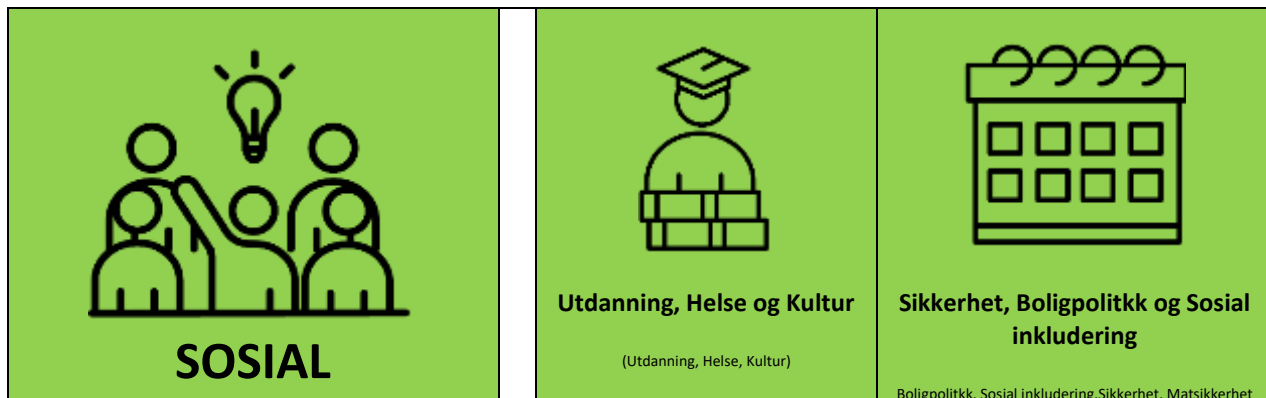 SOSIAL
Utdanning, Helse og Kultur
(Utdanning, Helse, Kultur)
Sikkerhet, Boligpolitkk og Sosial
inkludering
Boligpolitkk, Sosial inkludering,Sikkerhet, Matsikkerhet